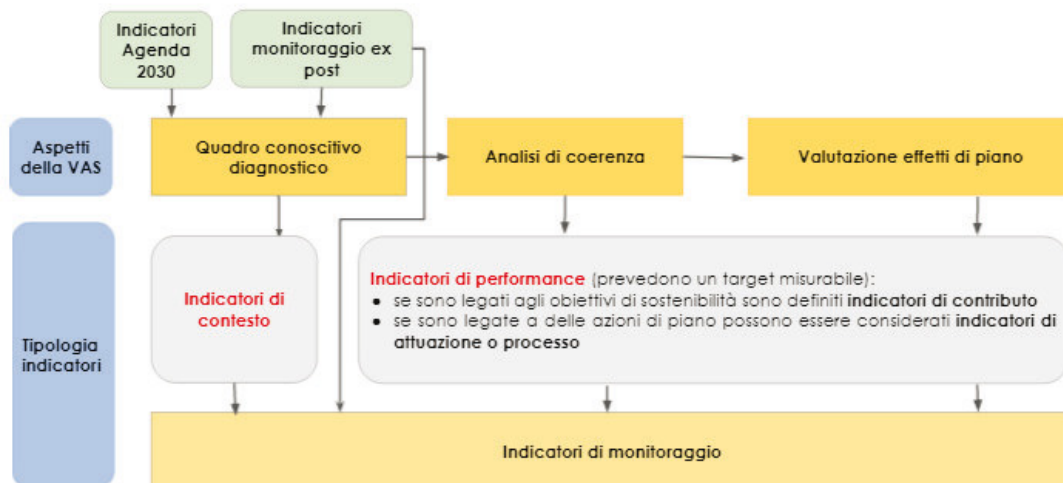 Indicatori
Agenda
2030
Indicatori
monitoraggio ex
post
Aspetti
della VAS
Quadro conoscitivo
diagnostico
Analisi di coerenza
Valutazione effetti di piano
Tipologia
indicatori
Indicatori di
contesto
Indicatori di performance (prevedono un target misurabile):
• se sono legati agli obiettivi di sostenibilità sono definiti indicatori di contributo
• se sono legate a delle azioni di piano possono essere considerati indicatori di
attuazione o processo
Indicatori di monitoraggio